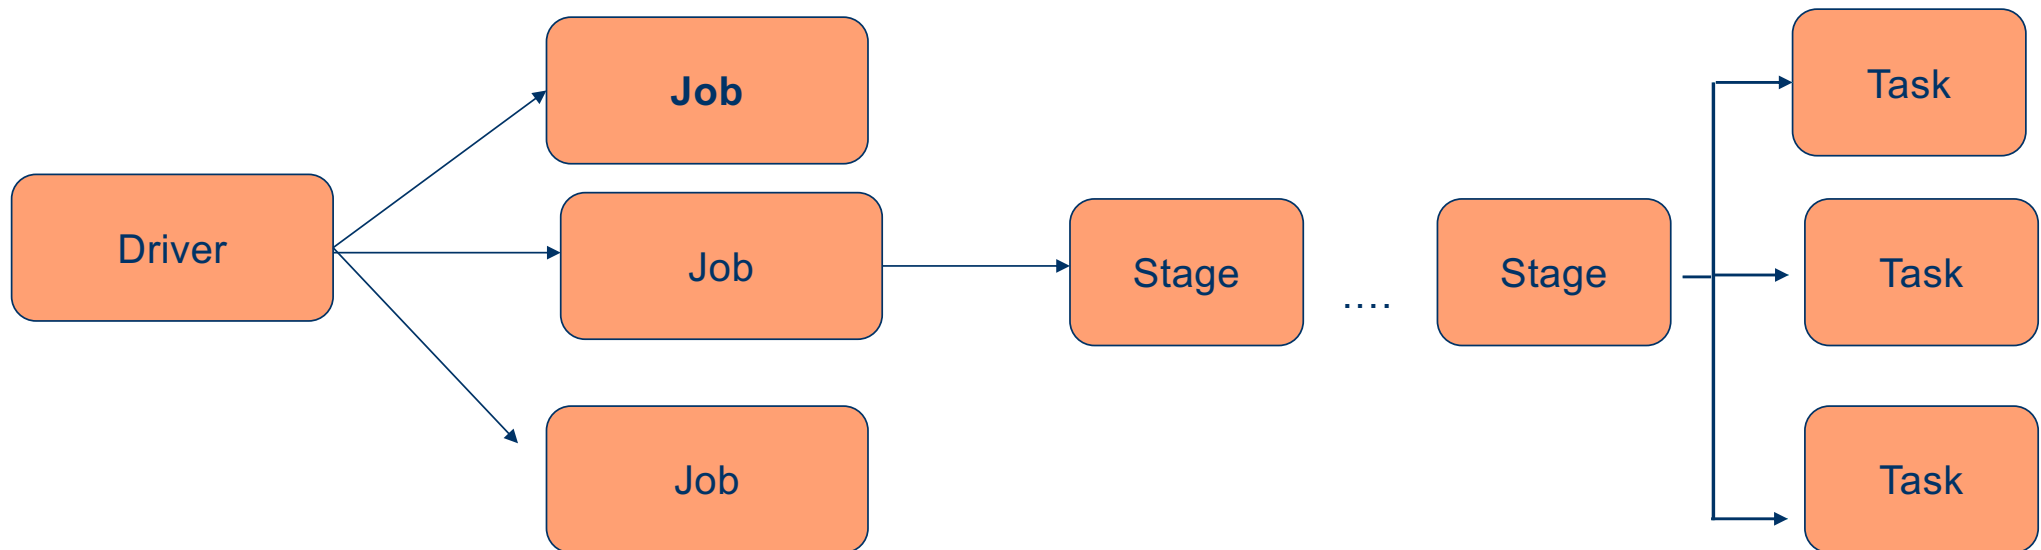 Driver
Job
Job
Job
Stage
....
Stage
Task
Task
Task